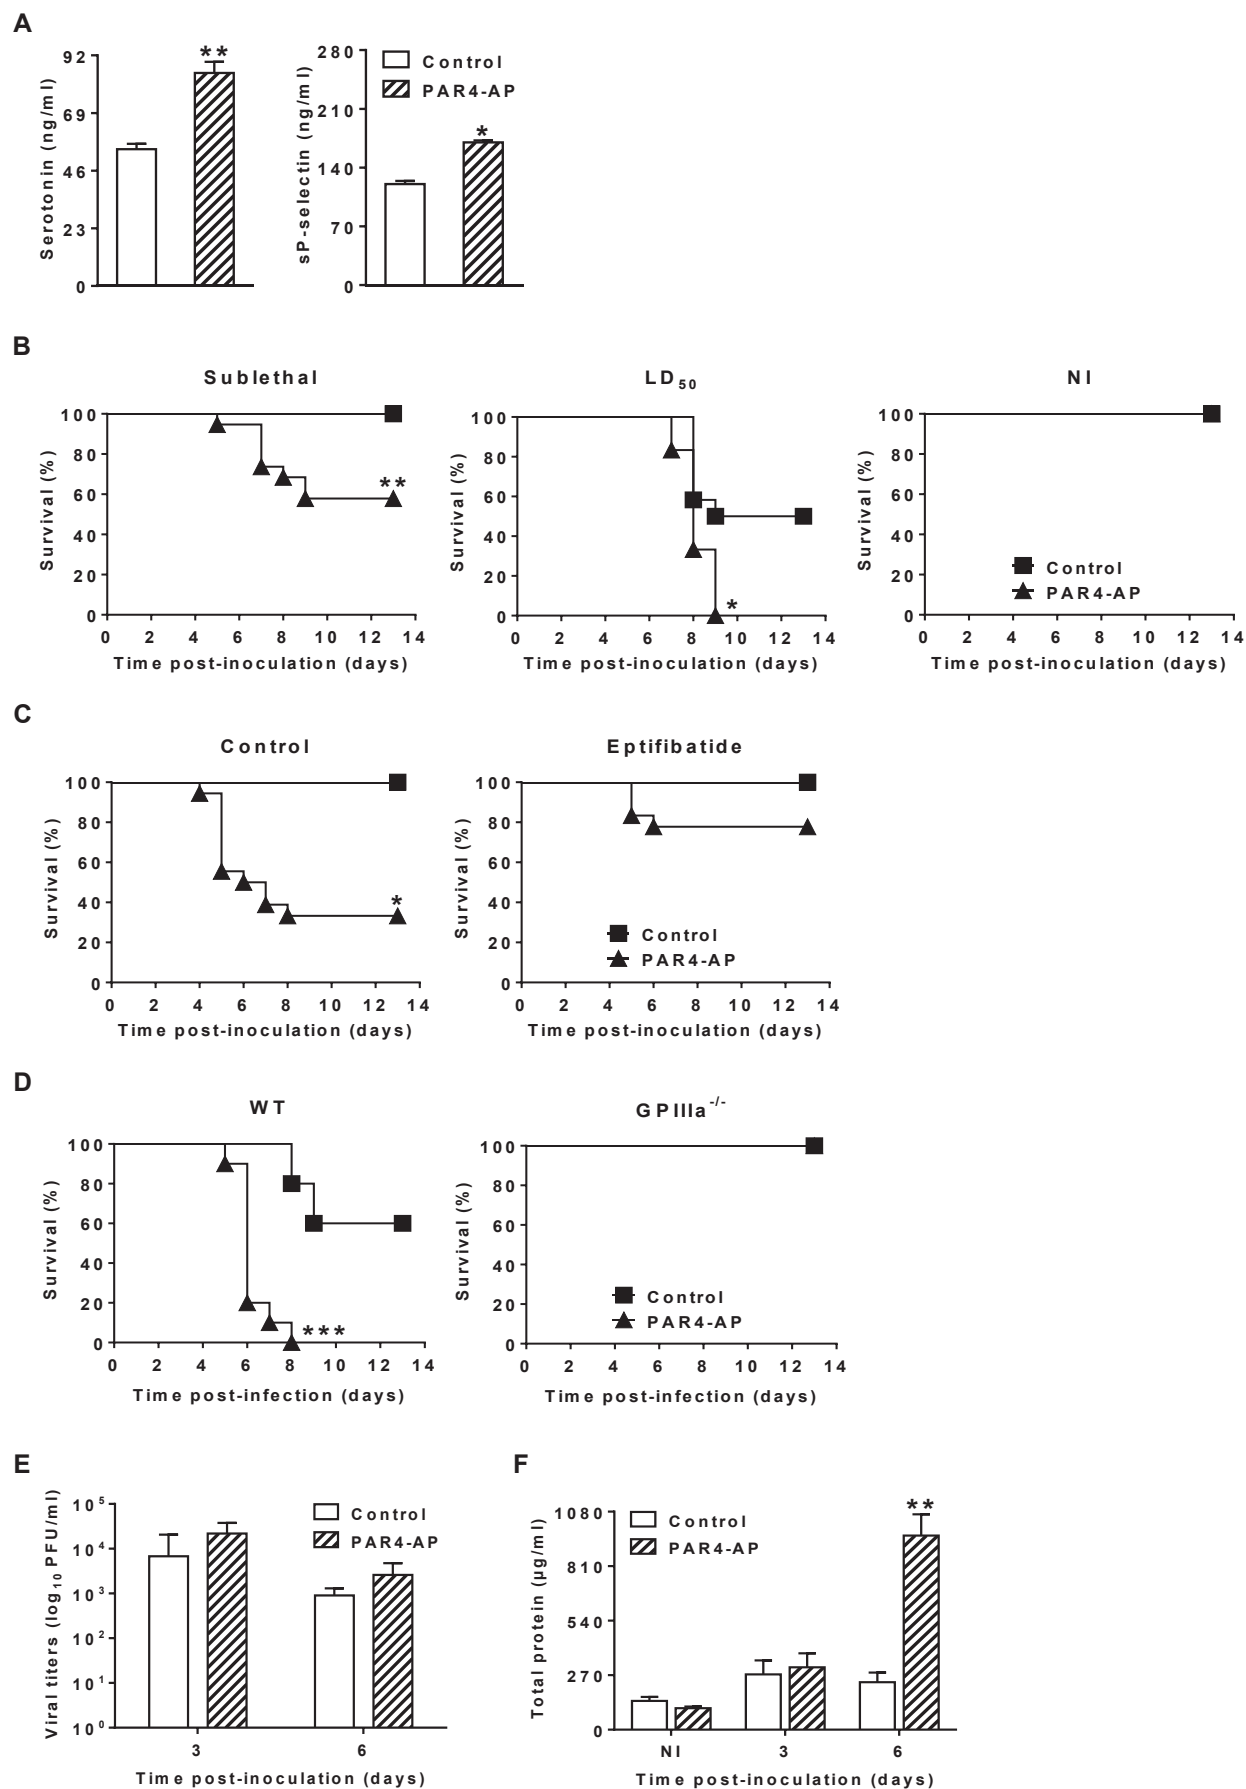 A
Serotonin (ng/ml)
92
69
46
23
0
**
sP-selectin (ng/ml)
280
210
140
70
0
*
Control
PAR4-AP
B
Sublethal
Survival (%)
100
80
60
40
20
0
**
0 2 4 6 8 10 12 14
Time post-inoculation (days)
LD50
Survival (%)
100
80
60
40
20
0
*
0 2 4 6 8 10 12 14
Time post-inoculation (days)
NI
Survival (%)
100
80
60
40
20
0
Control
PAR4-AP
0 2 4 6 8 10 12 14
Time post-inoculation (days)
C
Control
Survival (%)
100
80
60
40
20
0
*
0 2 4 6 8 10 12 14
Time post-inoculation (days)
Eptifibatide
Survival (%)
100
80
60
40
20
0
Control
PAR4-AP
0 2 4 6 8 10 12 14
Time post-inoculation (days)
D
WT
Survival (%)
100
80
60
40
20
0
***
0 2 4 6 8 10 12 14
Time post-infection (days)
GPIIIa-/-
Survival (%)
100
80
60
40
20
0
Control
PAR4-AP
0 2 4 6 8 10 12 14
Time post-infection (days)
E
Viral titers (log10 PFU/ml)
10^5
10^4
10^3
10^2
10^1
10^0
Control
PAR4-AP
3 6
Time post-inoculation (days)
F
Total protein (µg/ml)
1080
810
540
270
0
Control
PAR4-AP
**
NI 3 6
Time post-inoculation (days)